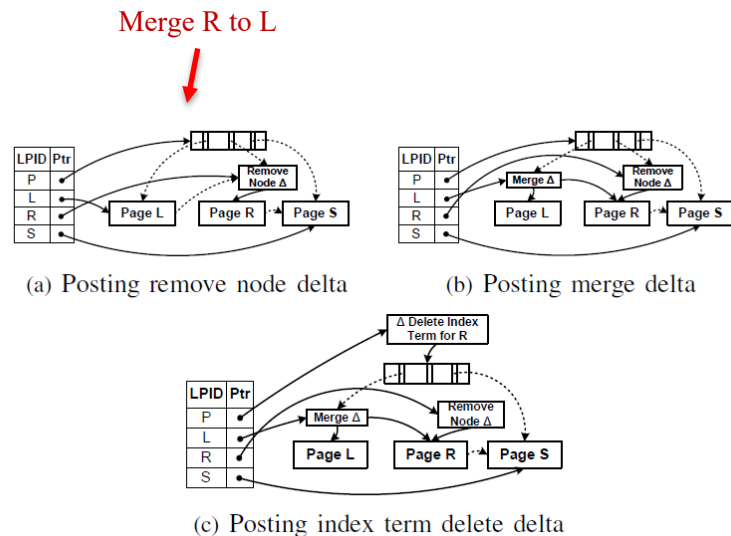 Merge R to L
LPID Ptr
P
L
R
S
Remove
Node Δ
Page L
Page R
Page S
(a) Posting remove node delta
LPID Ptr
P
L
R
S
Merge Δ
Remove
Node Δ
Page L
Page R
Page S
(b) Posting merge delta
Δ Delete Index
Term for R
LPID Ptr
P
L
R
S
Merge Δ
Remove
Node Δ
Page L
Page R
Page S
(c) Posting index term delete delta